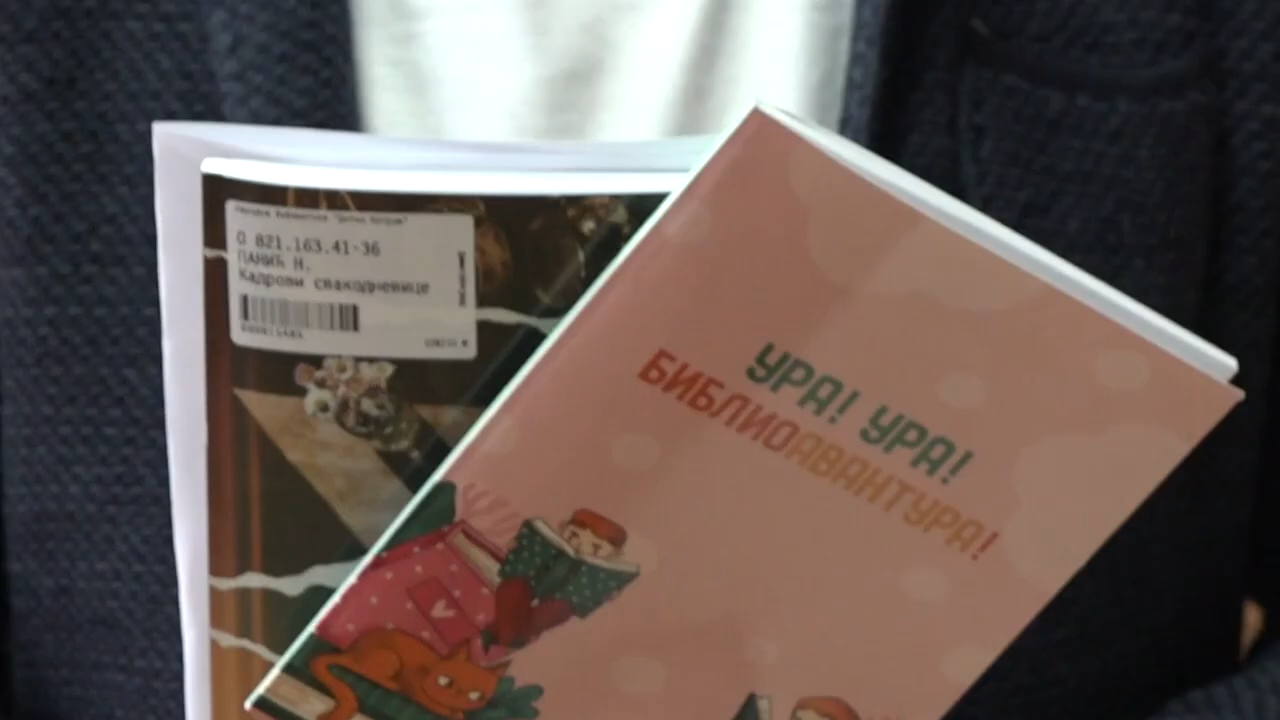 О 821.163.41-36
ПАНИЋ Н.
Кадрови свакодневице
УРА! УРА!
БИБЛИОАВАНТУРА!